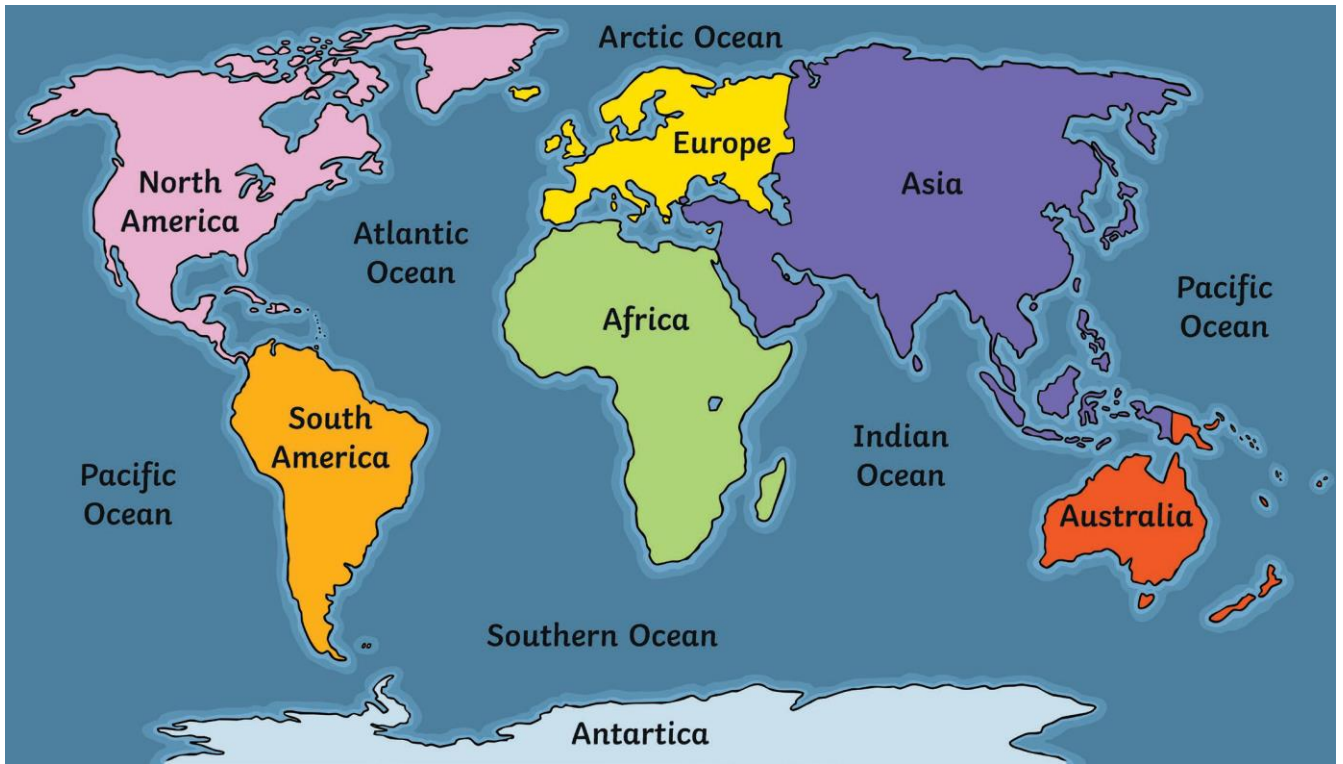 Arctic Ocean
Europe
North
America
Asia
Atlantic
Ocean
Pacific
Ocean
Africa
South
America
Indian
Ocean
Pacific
Ocean
Australia
Southern Ocean
Antartica